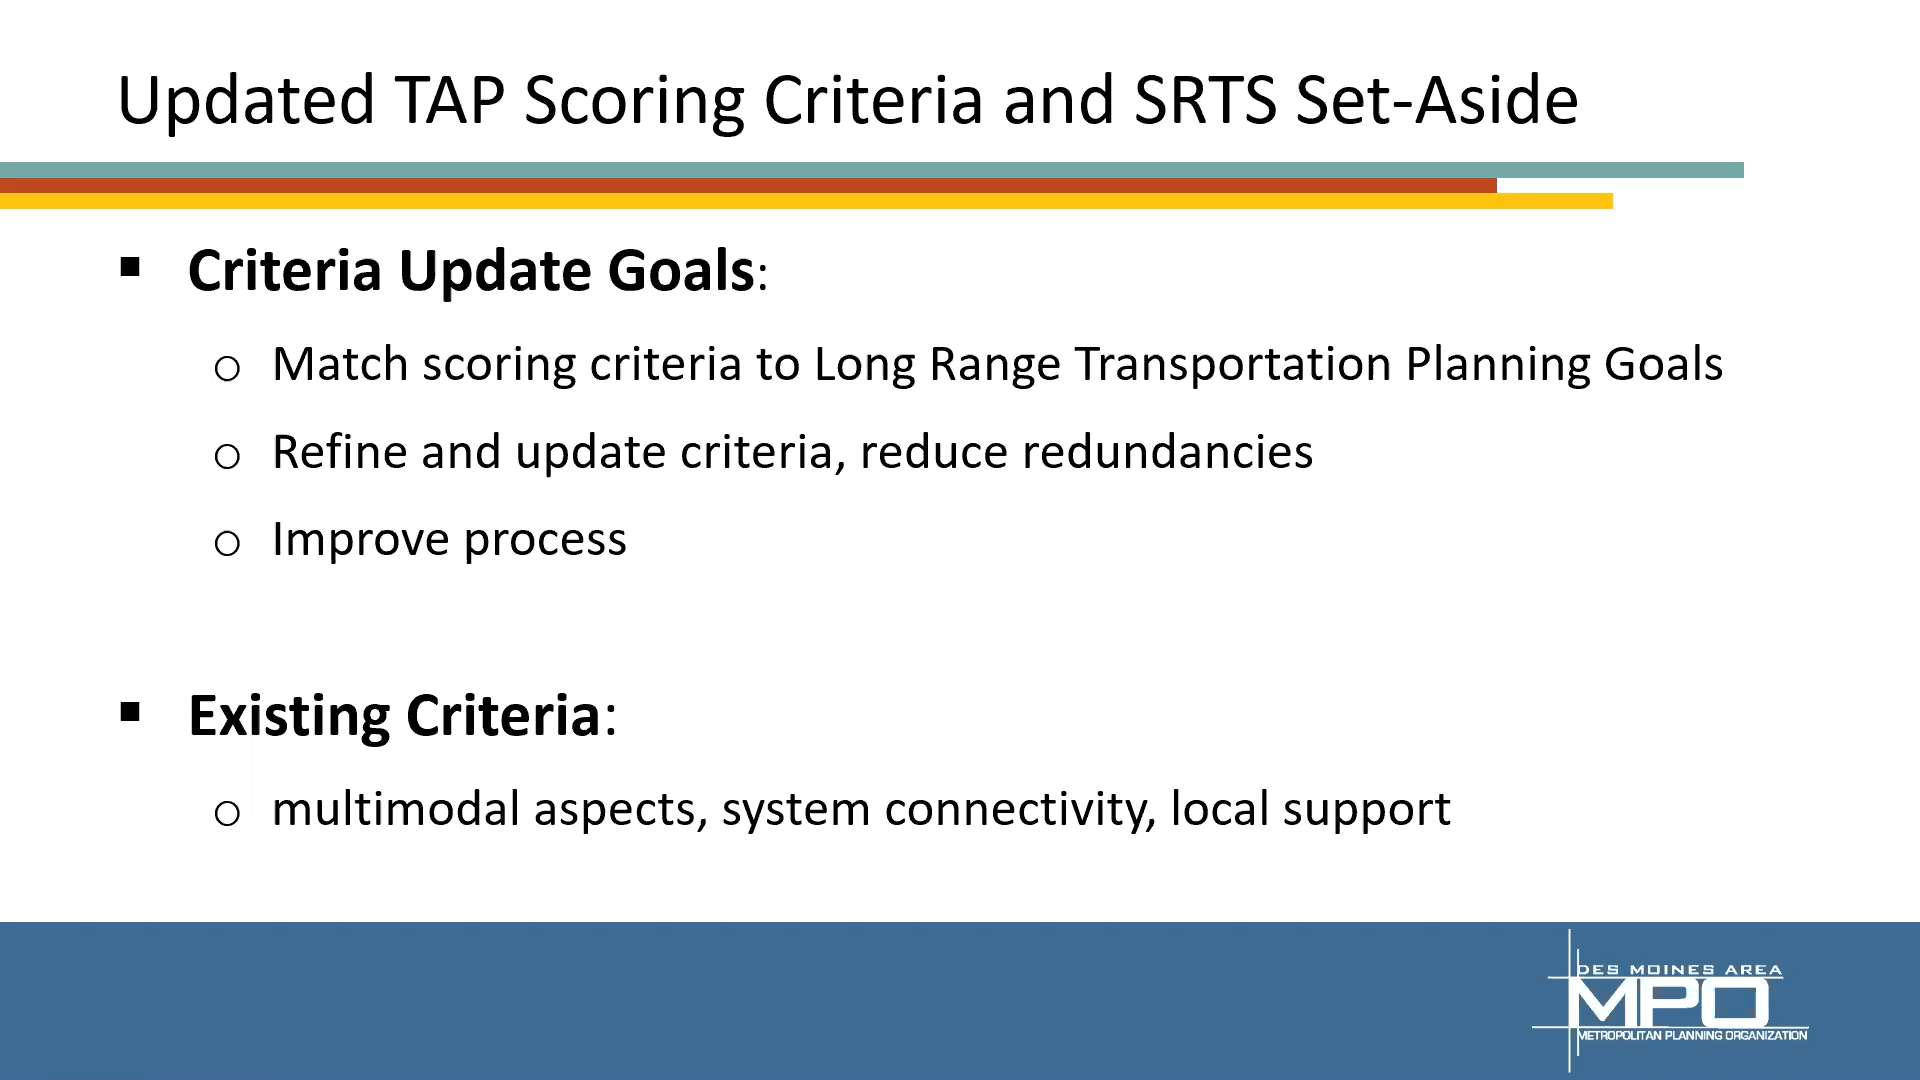 Updated TAP Scoring Criteria and SRTS Set-Aside
▪ Criteria Update Goals:
o Match scoring criteria to Long Range Transportation Planning Goals
o Refine and update criteria, reduce redundancies
o Improve process
▪ Existing Criteria:
o multimodal aspects, system connectivity, local support
DES MOINES AREA
MPO
METROPOLITAN PLANNING ORGANIZATION